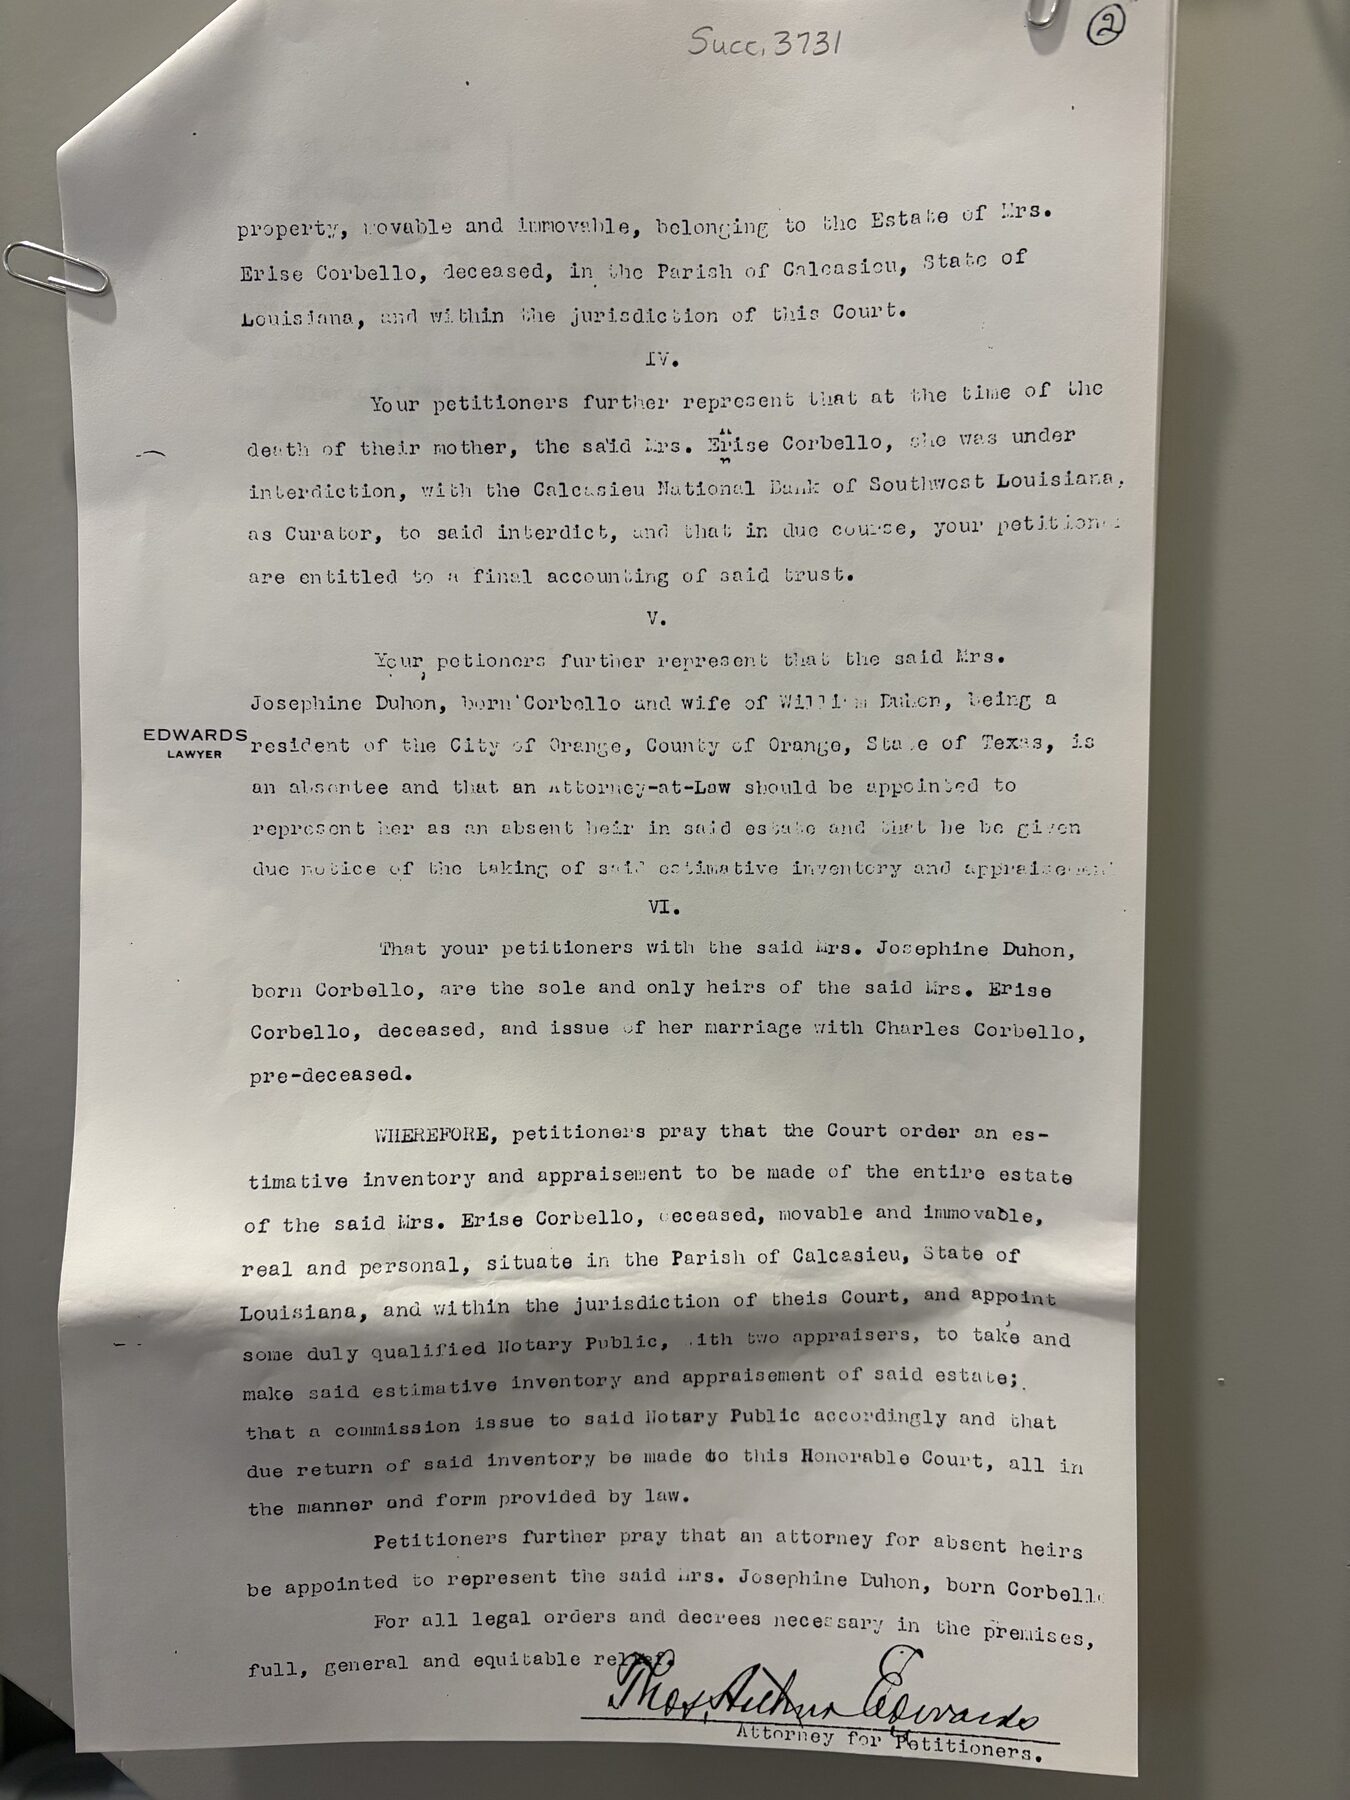 Succ. 3731
2
property, movable and immovable, belonging to the Estate of Mrs.
Erise Corbello, deceased, in the Parish of Calcasieu, State of
Louisiana, and within the jurisdiction of this Court.
IV.
Your petitioners further represent that at the time of the
death of their mother, the said Mrs. Erise Corbello, she was under
interdiction, with the Calcasieu National Bank of Southwest Louisiana,
as Curator, to said interdict, and that in due course, your petitioner
are entitled to a final accounting of said trust.
V.
Your petioners further represent that the said Mrs.
Josephine Duhon, born Corbello and wife of William Duhon, being a
EDWARDS
LAWYER
resident of the City of Orange, County of Orange, State of Texas, is
an absentee and that an Attorney-at-Law should be appointed to
represent her as an absent heir in said estate and that he be given
due notice of the taking of said estimative inventory and appraisement
VI.
That your petitioners with the said Mrs. Josephine Duhon,
born Corbello, are the sole and only heirs of the said Mrs. Erise
Corbello, deceased, and issue of her marriage with Charles Corbello,
pre-deceased.
WHEREFORE, petitioners pray that the Court order an es-
timative inventory and appraisement to be made of the entire estate
of the said Mrs. Erise Corbello, deceased, movable and immovable,
real and personal, situate in the Parish of Calcasieu, State of
Louisiana, and within the jurisdiction of theis Court, and appoint
some duly qualified Notary Public, with two appraisers, to take and
make said estimative inventory and appraisement of said estate;
that a commission issue to said Notary Public accordingly and that
due return of said inventory be made to this Honorable Court, all in
the manner and form provided by law.
Petitioners further pray that an attorney for absent heirs
be appointed to represent the said Mrs. Josephine Duhon, born Corbello
For all legal orders and decrees necessary in the premises,
full, general and equitable relief.
Thos. Arthur Edwards
Attorney for Petitioners.